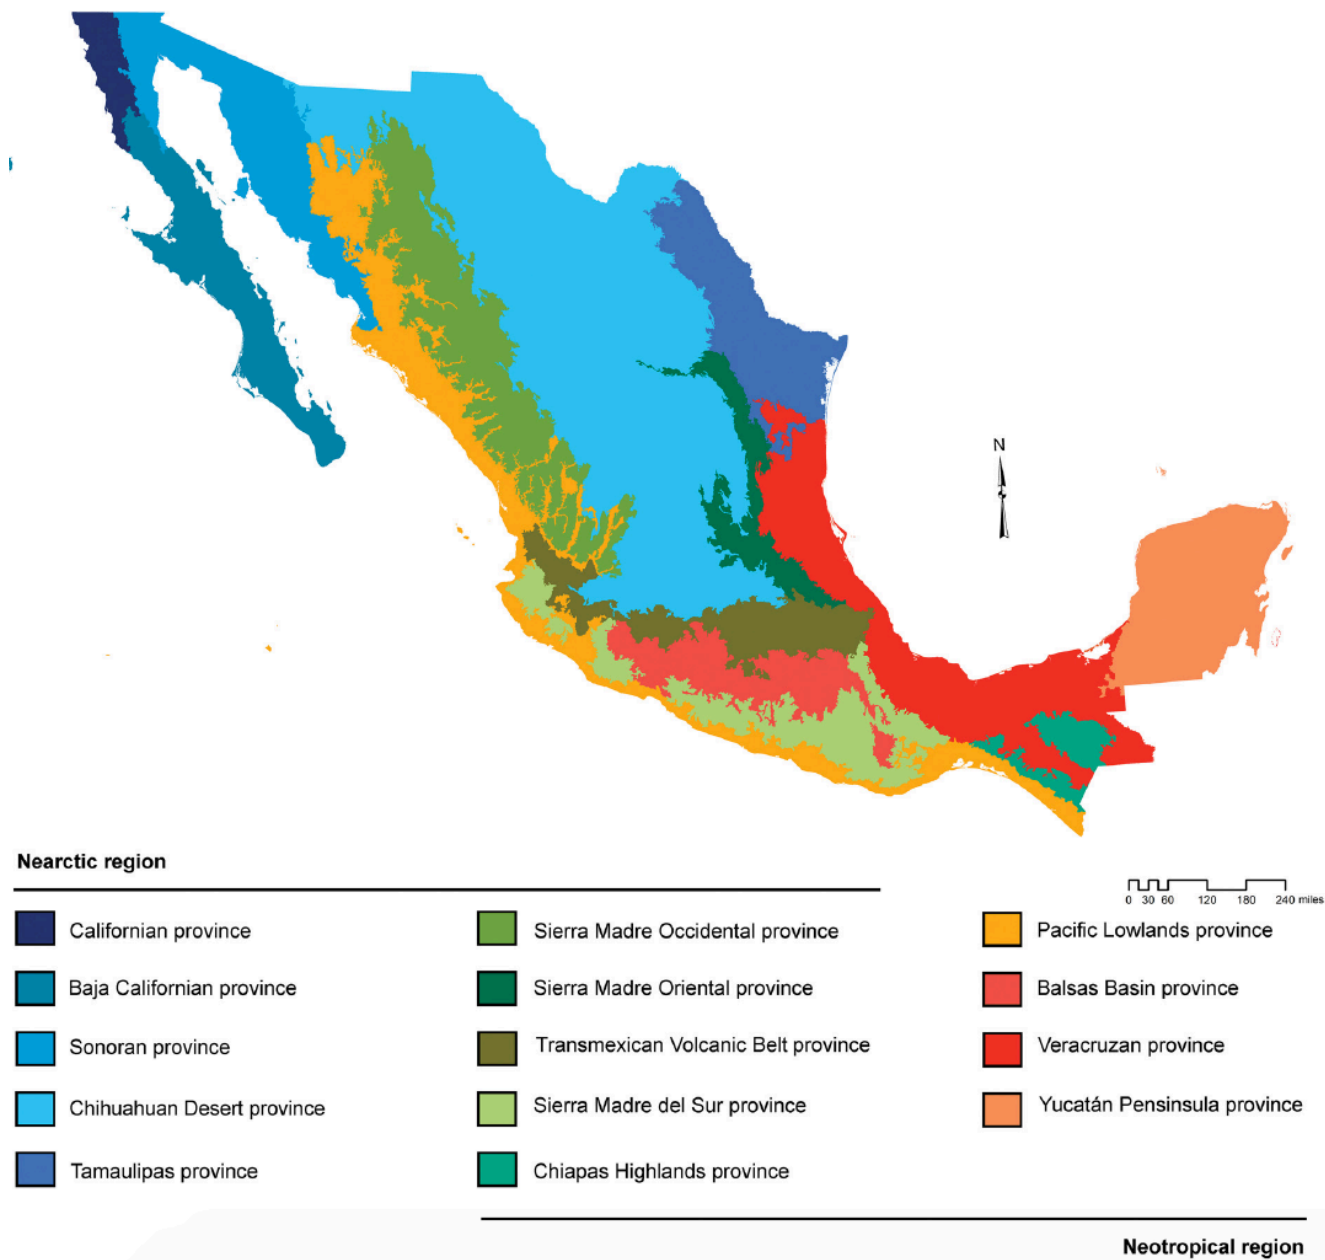 N
Nearctic region
0 30 60 120 180 240 miles
Californian province
Baja Californian province
Sonoran province
Chihuahuan Desert province
Tamaulipas province
Sierra Madre Occidental province
Sierra Madre Oriental province
Transmexican Volcanic Belt province
Sierra Madre del Sur province
Chiapas Highlands province
Pacific Lowlands province
Balsas Basin province
Veracruzan province
Yucatán Pensinsula province
Neotropical region